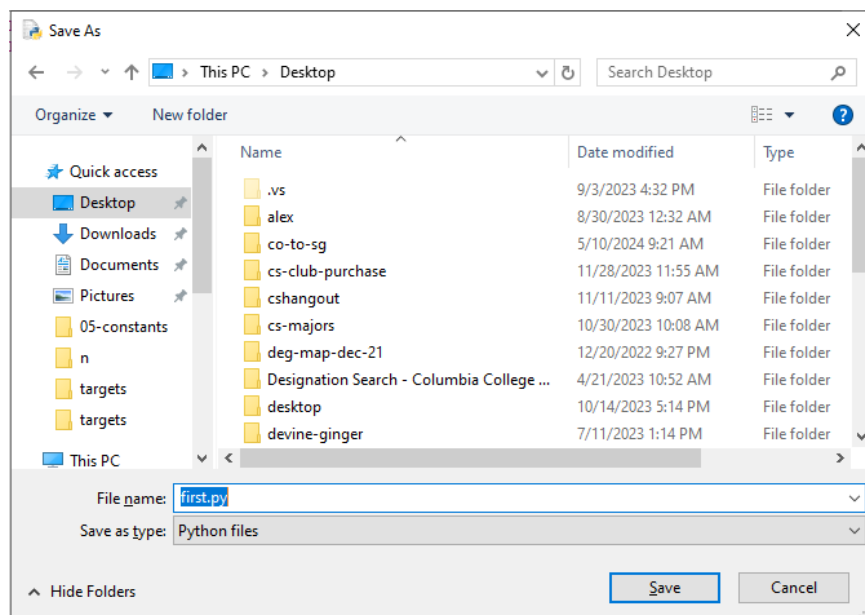 Save As
This PC > Desktop
Search Desktop
Organize
New folder
?
Name
Date modified
Type
Quick access
Desktop
Downloads
Documents
Pictures
05-constants
n
targets
targets
This PC
.vs 9/3/2023 4:32 PM File folder
alex 8/30/2023 12:32 AM File folder
co-to-sg 5/10/2024 9:21 AM File folder
cs-club-purchase 11/28/2023 11:55 AM File folder
cshangout 11/11/2023 9:07 AM File folder
cs-majors 10/30/2023 10:08 AM File folder
deg-map-dec-21 12/20/2022 9:27 PM File folder
Designation Search - Columbia College ... 4/21/2023 10:52 AM File folder
desktop 10/14/2023 5:14 PM File folder
devine-ginger 7/11/2023 1:14 PM File folder
File name: first.py
Save as type: Python files
Hide Folders
Save
Cancel